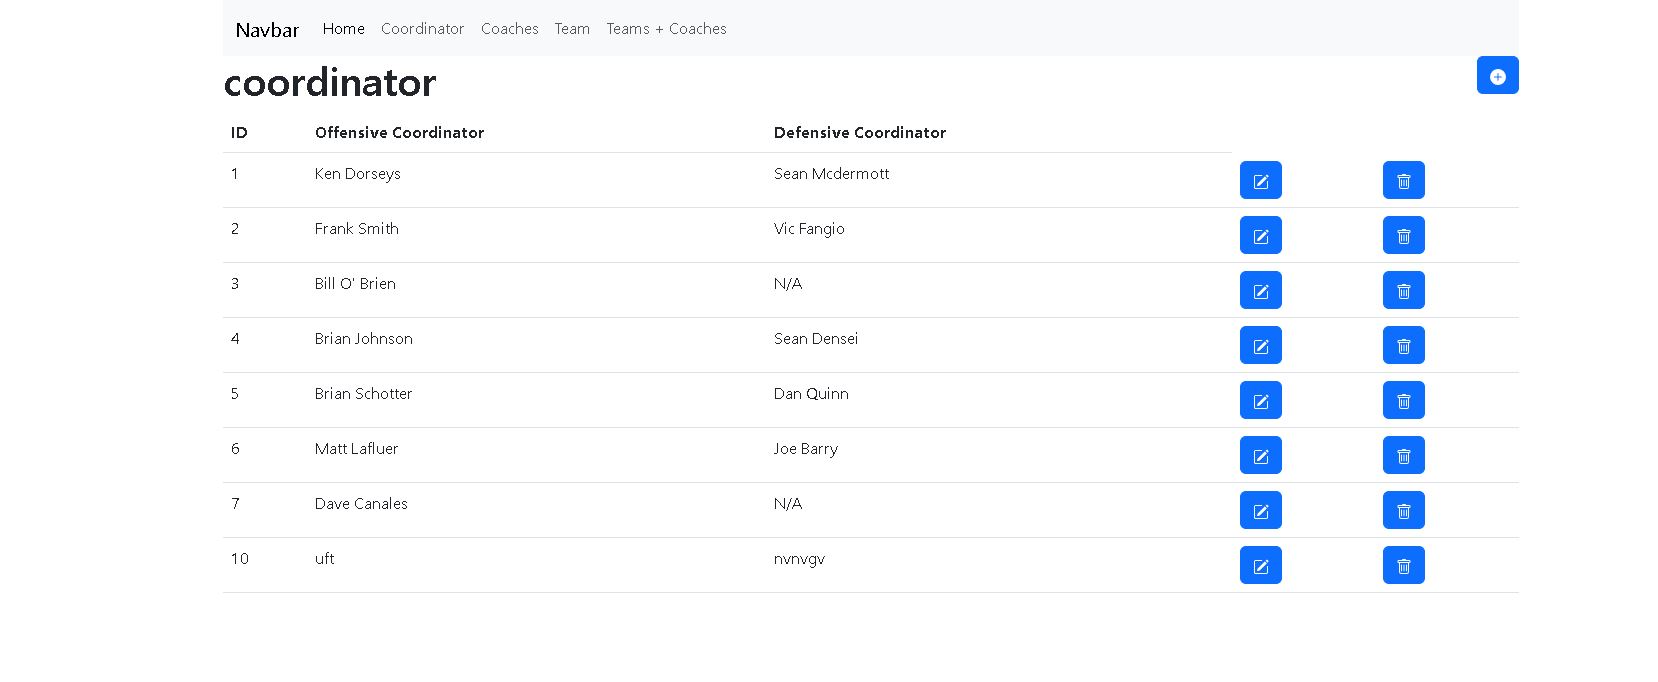 Navbar Home Coordinator Coaches Team Teams + Coaches
coordinator
ID Offensive Coordinator Defensive Coordinator
1 Ken Dorseys Sean Mcdermott
2 Frank Smith Vic Fangio
3 Bill O' Brien N/A
4 Brian Johnson Sean Densei
5 Brian Schotter Dan Quinn
6 Matt Lafluer Joe Barry
7 Dave Canales N/A
10 uft nvnvgv